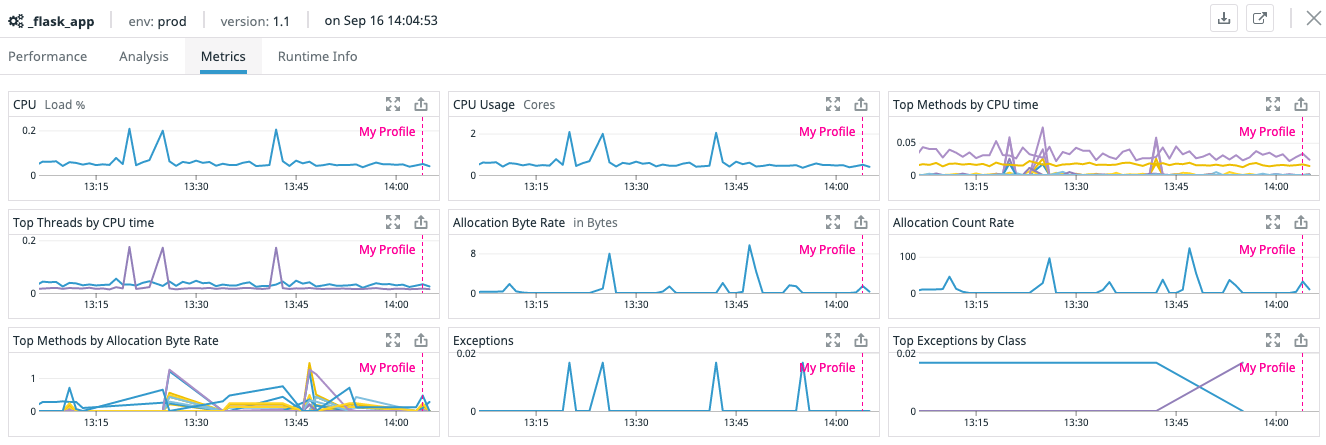 _flask_app env: prod version: 1.1 on Sep 16 14:04:53
Performance Analysis Metrics Runtime Info
CPU Load % CPU Usage Cores Top Methods by CPU time
0.2 My Profile 2 My Profile 0.05 My Profile
0 0 0
13:15 13:30 13:45 14:00 13:15 13:30 13:45 14:00 13:15 13:30 13:45 14:00
Top Threads by CPU time Allocation Byte Rate in Bytes Allocation Count Rate
0.2 My Profile 8 My Profile 100 My Profile
0 0 0
13:15 13:30 13:45 14:00 13:15 13:30 13:45 14:00 13:15 13:30 13:45 14:00
Top Methods by Allocation Byte Rate Exceptions Top Exceptions by Class
1 My Profile 0.02 My Profile 0.02 My Profile
0 0 0
13:15 13:30 13:45 14:00 13:15 13:30 13:45 14:00 13:15 13:30 13:45 14:00